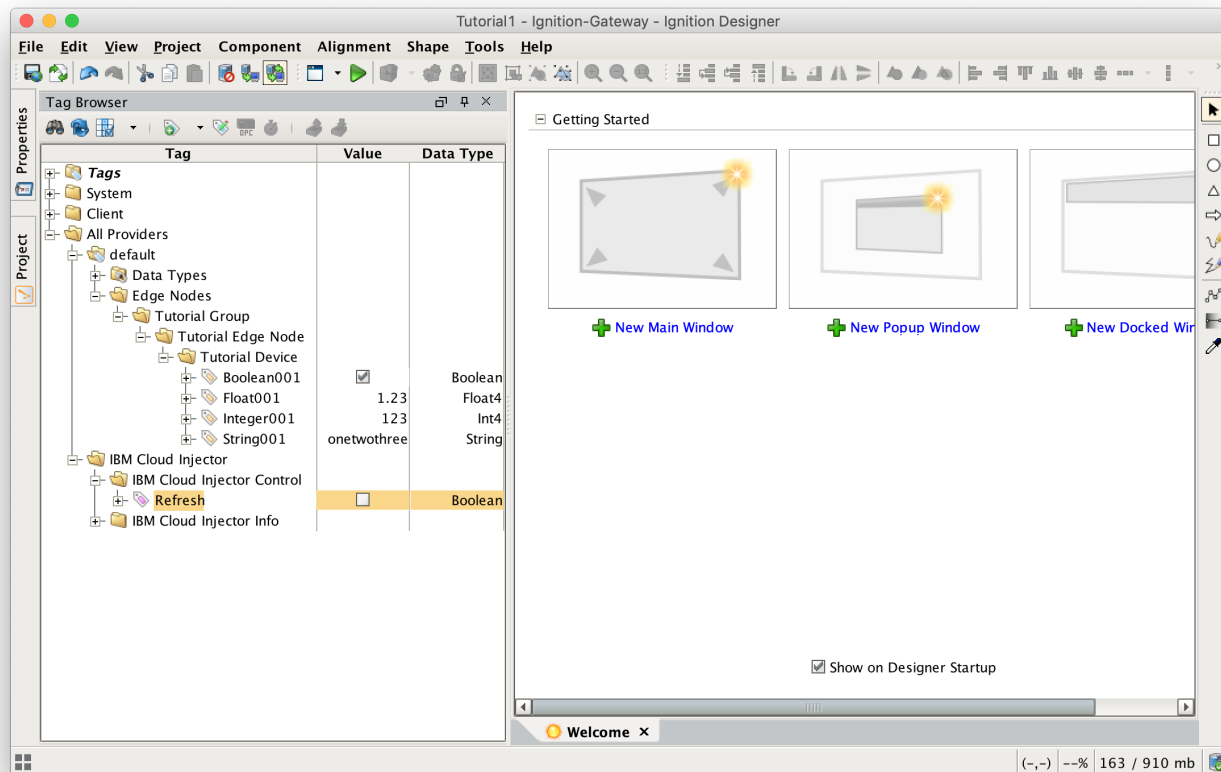 Tutorial1 - Ignition-Gateway - Ignition Designer
File Edit View Project Component Alignment Shape Tools Help
Properties
Project
Tag Browser
OPC
Tag Value Data Type
Tags
System
Client
All Providers
default
Data Types
Edge Nodes
Tutorial Group
Tutorial Edge Node
Tutorial Device
Boolean001 Boolean
Float001 1.23 Float4
Integer001 123 Int4
String001 onetwothree String
IBM Cloud Injector
IBM Cloud Injector Control
Refresh Boolean
IBM Cloud Injector Info
Getting Started
New Main Window
New Popup Window
New Docked Wir
Show on Designer Startup
Welcome
(-,-) --% 163 / 910 mb